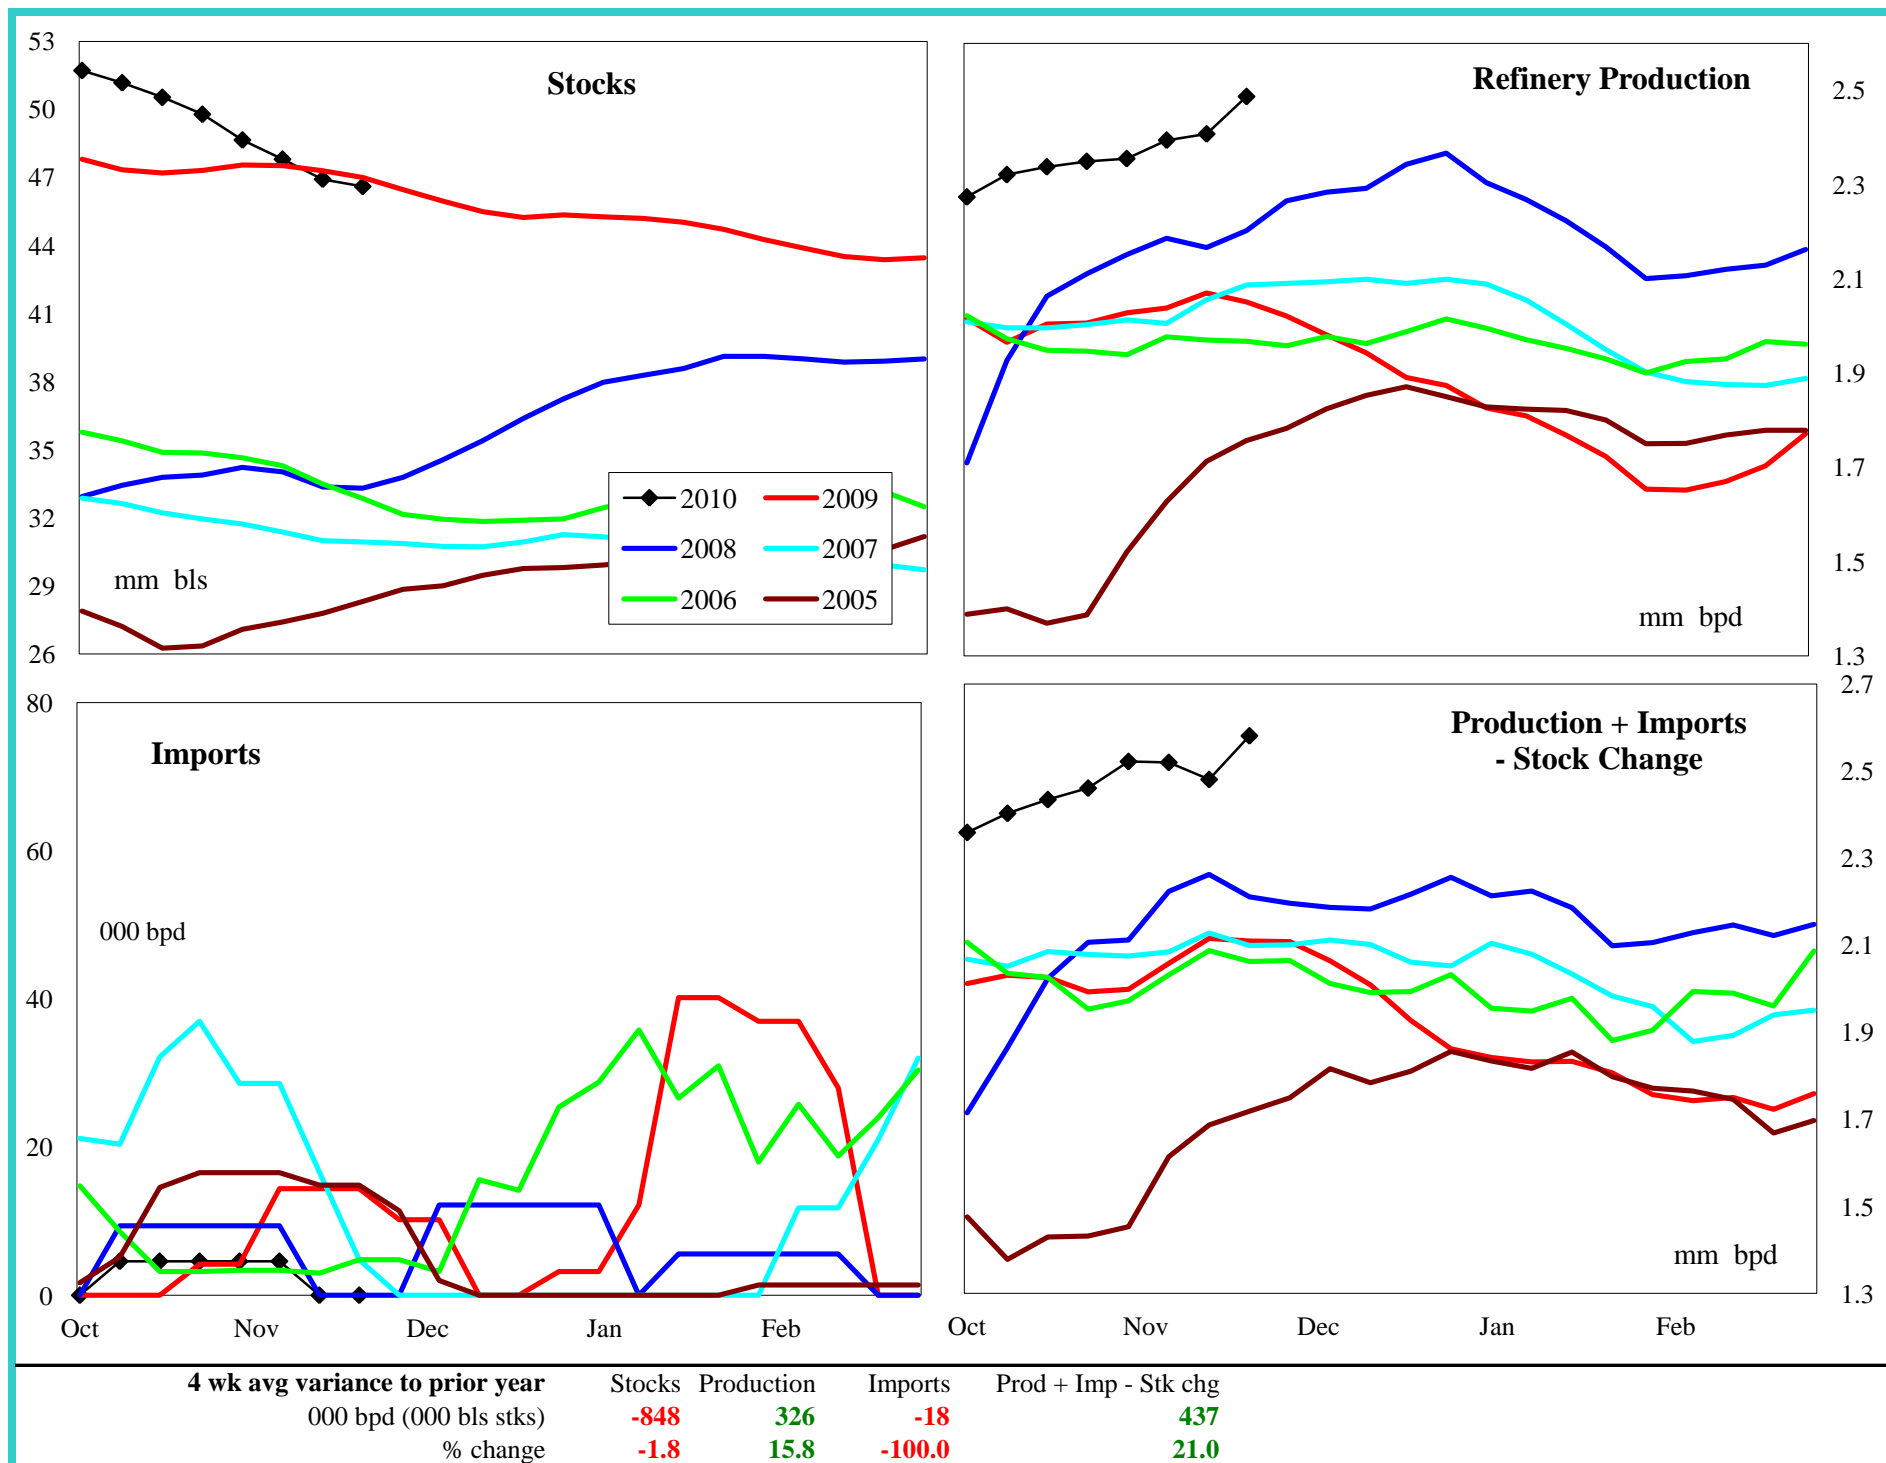 Stocks
53
50
47
44
41
38
35
32
29
26
mm bls
2010
2009
2008
2007
2006
2005
Refinery Production
2.5
2.3
2.1
1.9
1.7
1.5
1.3
mm bpd
Imports
80
60
40
20
0
000 bpd
Oct Nov Dec Jan Feb
Production + Imports
- Stock Change
2.7
2.5
2.3
2.1
1.9
1.7
1.5
1.3
mm bpd
Oct Nov Dec Jan Feb
4 wk avg variance to prior year Stocks Production Imports Prod + Imp - Stk chg
000 bpd (000 bls stks) -848 326 -18 437
% change -1.8 15.8 -100.0 21.0